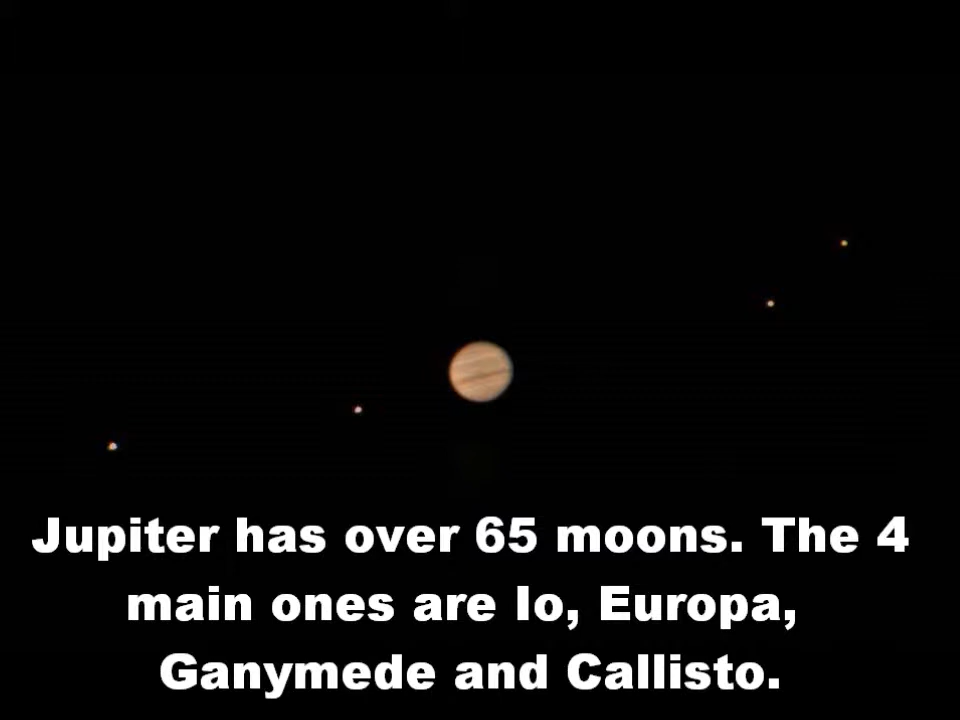 Jupiter has over 65 moons. The 4
main ones are Io, Europa,
Ganymede and Callisto.